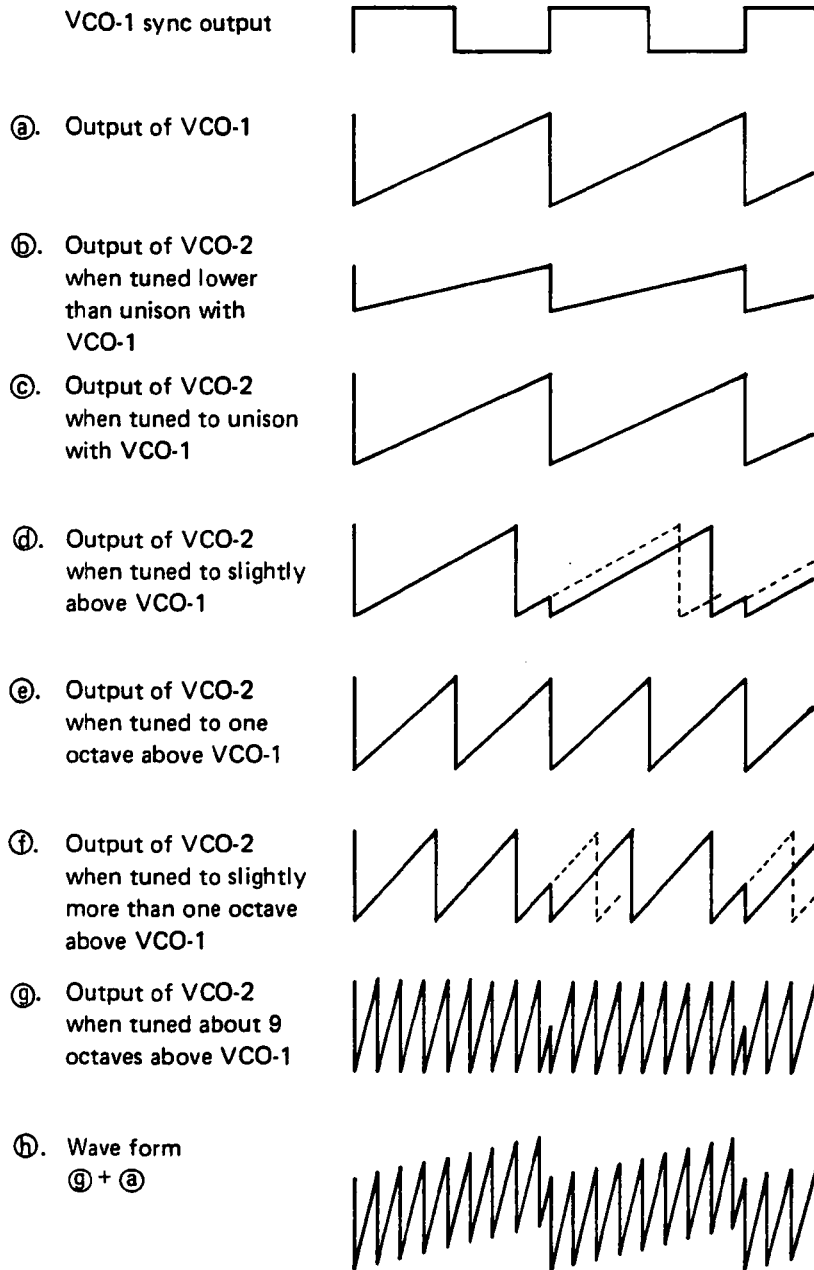 VCO-1 sync output
ⓐ. Output of VCO-1
ⓑ. Output of VCO-2
when tuned lower
than unison with
VCO-1
ⓒ. Output of VCO-2
when tuned to unison
with VCO-1
ⓓ. Output of VCO-2
when tuned to slightly
above VCO-1
ⓔ. Output of VCO-2
when tuned to one
octave above VCO-1
ⓕ. Output of VCO-2
when tuned to slightly
more than one octave
above VCO-1
ⓖ. Output of VCO-2
when tuned about 9
octaves above VCO-1
ⓗ. Wave form
ⓖ + ⓐ